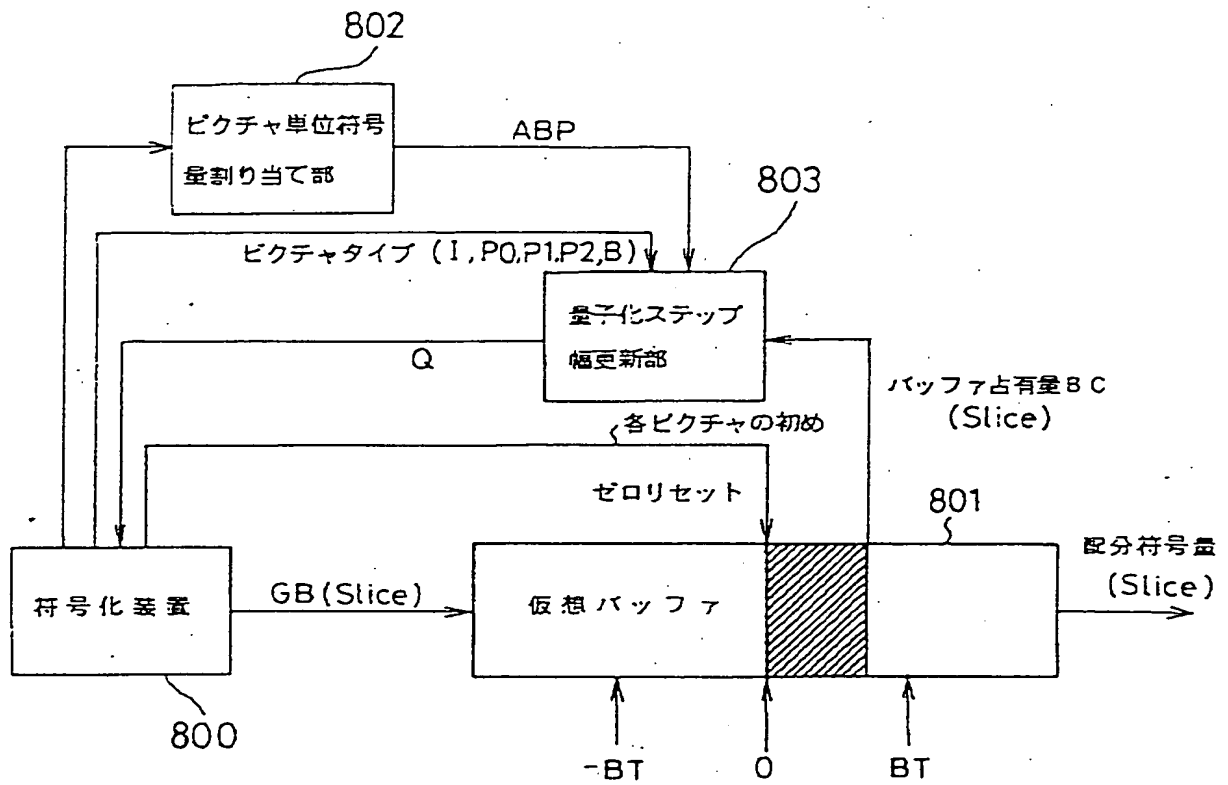 802
ピクチャ単位符号
量割り当て部
ABP
803
ピクチャタイプ (I,P0,P1.P2,B)
量子化ステップ
幅更新部
Q
バッファ占有量BC
(Slice)
各ピクチャの初め
ゼロリセット
801
配分符号量
(Slice)
符号化装置
GB(Slice)
仮想バッファ
800
-BT
0
BT